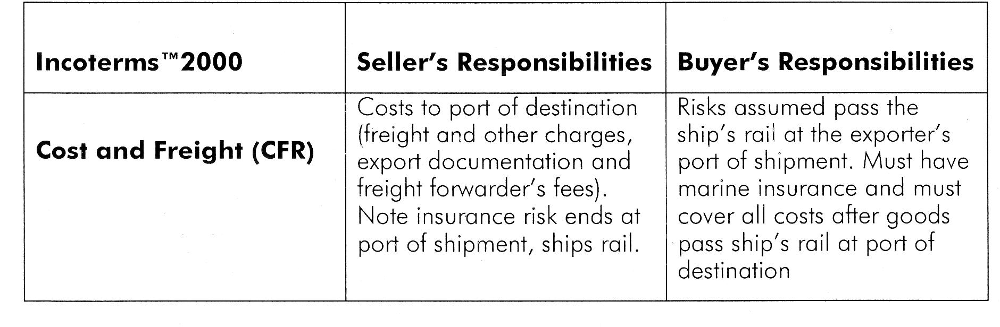 Incoterms™2000
Seller's Responsibilities
Buyer's Responsibilities
Cost and Freight (CFR)
Costs to port of destination
(freight and other charges,
export documentation and
freight forwarder's fees).
Note insurance risk ends at
port of shipment, ships rail.
Risks assumed pass the
ship's rail at the exporter's
port of shipment. Must have
marine insurance and must
cover all costs after goods
pass ship's rail at port of
destination